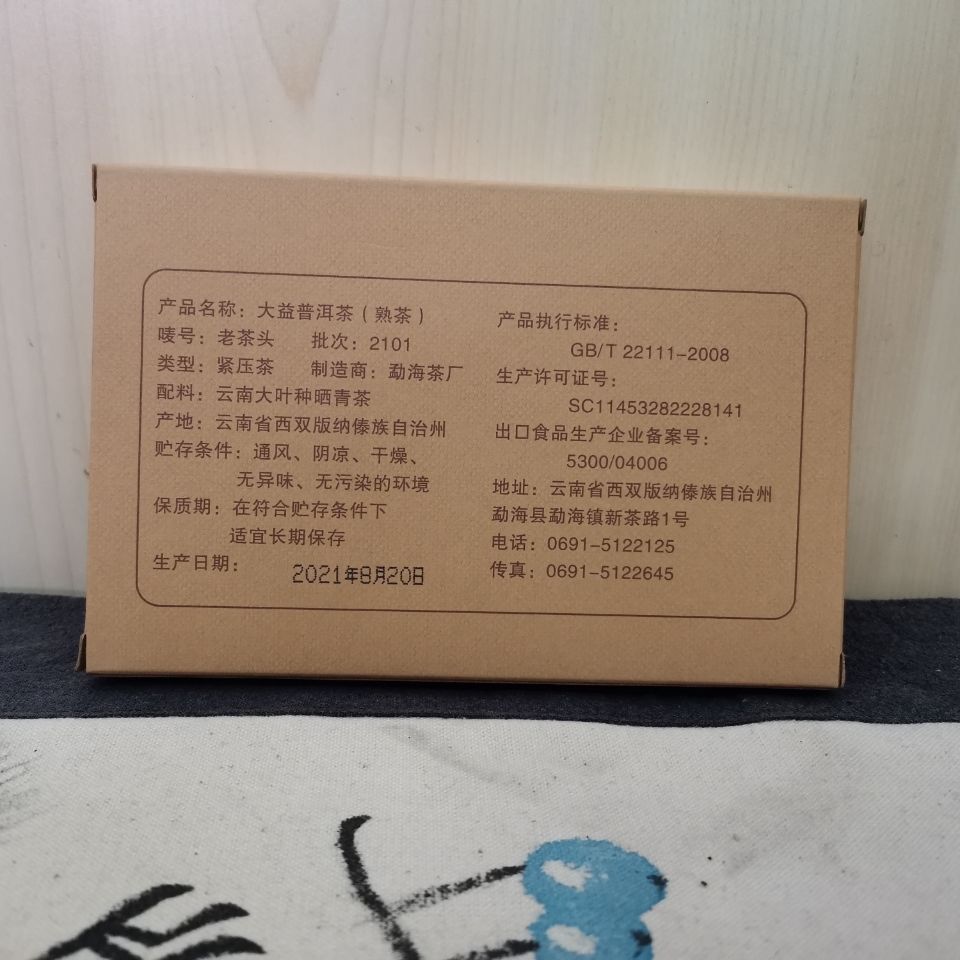 产品名称：大益普洱茶（熟茶）
唛号：老茶头 批次：2101
类型：紧压茶 制造商：勐海茶厂
配料：云南大叶种晒青茶
产地：云南省西双版纳傣族自治州
贮存条件：通风、阴凉、干燥、
无异味、无污染的环境
保质期：在符合贮存条件下
适宜长期保存
生产日期：2021年8月20日
产品执行标准：
GB/T 22111-2008
生产许可证号：
SC11453282228141
出口食品生产企业备案号：
5300/04006
地址：云南省西双版纳傣族自治州
勐海县勐海镇新茶路1号
电话：0691-5122125
传真：0691-5122645